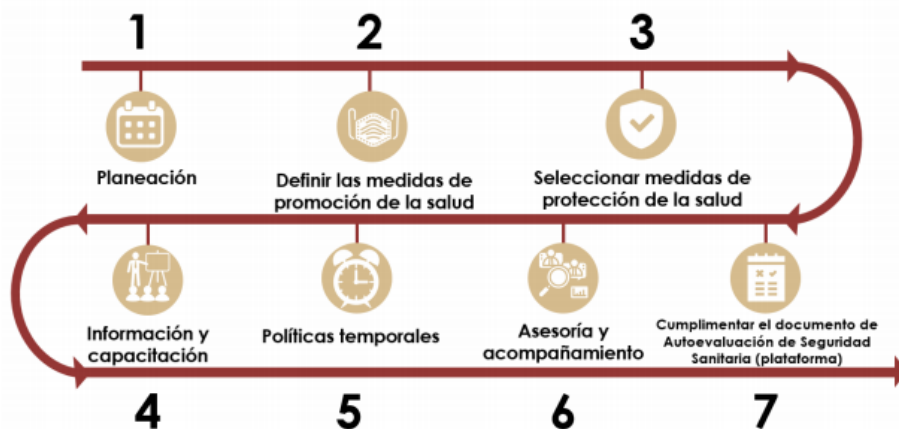 1
2
3
Planeación
Definir las medidas de
promoción de la salud
Seleccionar medidas de
protección de la salud
Información y
capacitación
Políticas temporales
Asesoría y
acompañamiento
Cumplimentar el documento de
Autoevaluación de Seguridad
Sanitaria (plataforma)
4
5
6
7